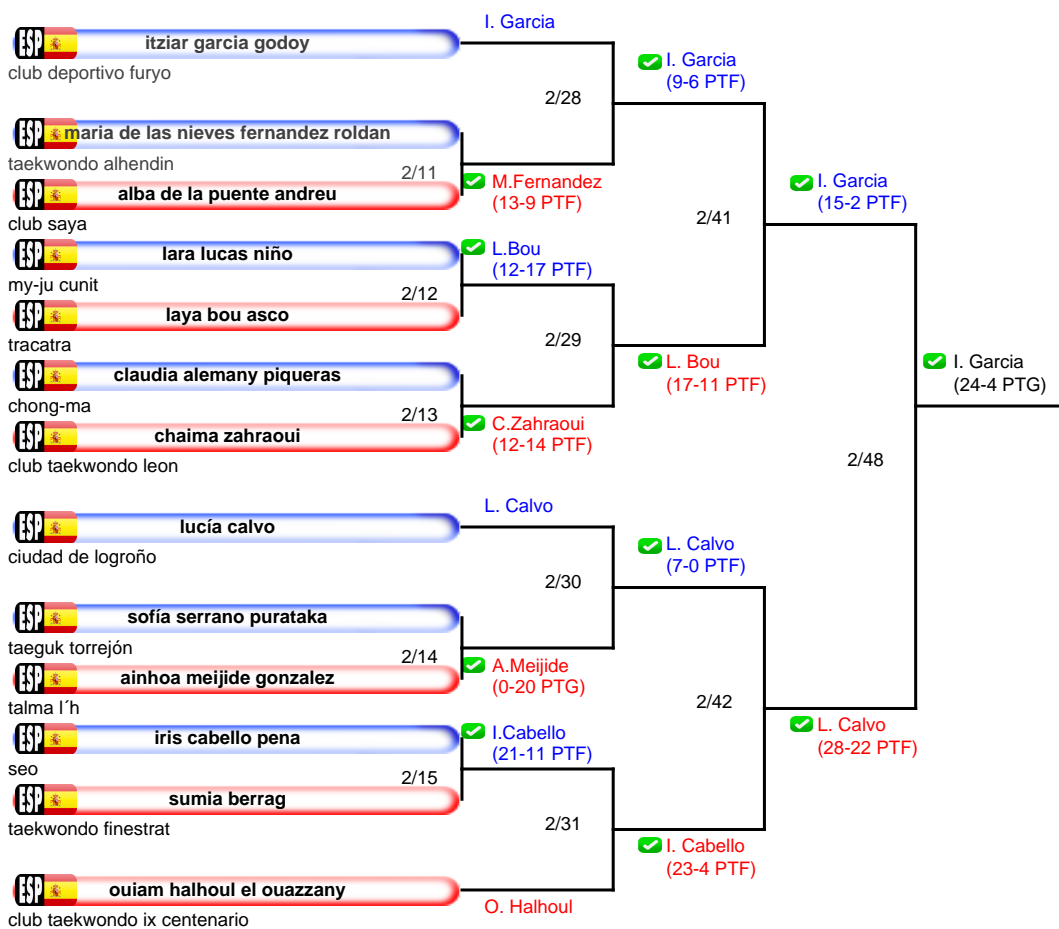 I. Garcia
ESP itziar garcia godoy
club deportivo furyo
I. Garcia
(9-6 PTF)
2/28
ESP maria de las nieves fernandez roldan
taekwondo alhendin
2/11
M.Fernandez
(13-9 PTF)
ESP alba de la puente andreu
club saya
I. Garcia
(15-2 PTF)
2/41
ESP lara lucas niño
my-ju cunit
L.Bou
(12-17 PTF)
2/12
ESP laya bou asco
tracatra
2/29
L. Bou
(17-11 PTF)
ESP claudia alemany piqueras
chong-ma
2/13
C.Zahraoui
(12-14 PTF)
ESP chaima zahraoui
club taekwondo leon
I. Garcia
(24-4 PTG)
2/48
L. Calvo
ESP lucía calvo
ciudad de logroño
L. Calvo
(7-0 PTF)
2/30
ESP sofía serrano purataka
taeguk torrejón
2/14
A.Meijide
(0-20 PTG)
ESP ainhoa meijide gonzalez
talma l´h
2/42
L. Calvo
(28-22 PTF)
ESP iris cabello pena
seo
I.Cabello
(21-11 PTF)
2/15
ESP sumia berrag
taekwondo finestrat
2/31
I. Cabello
(23-4 PTF)
ESP ouiam halhoul el ouazzany
club taekwondo ix centenario
O. Halhoul